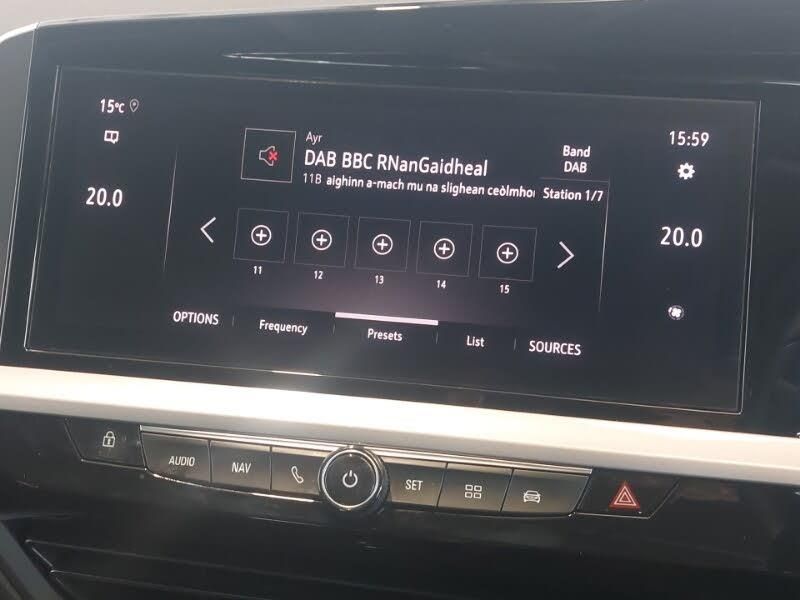 15°C
20.0
Ayr
DAB BBC RNanGaidheal
11B aighinn a-mach mu na slighean ceòlmhor
Band
DAB
Station 1/7
15:59
20.0
11
12
13
14
15
OPTIONS
Frequency
Presets
List
SOURCES
AUDIO
NAV
SET